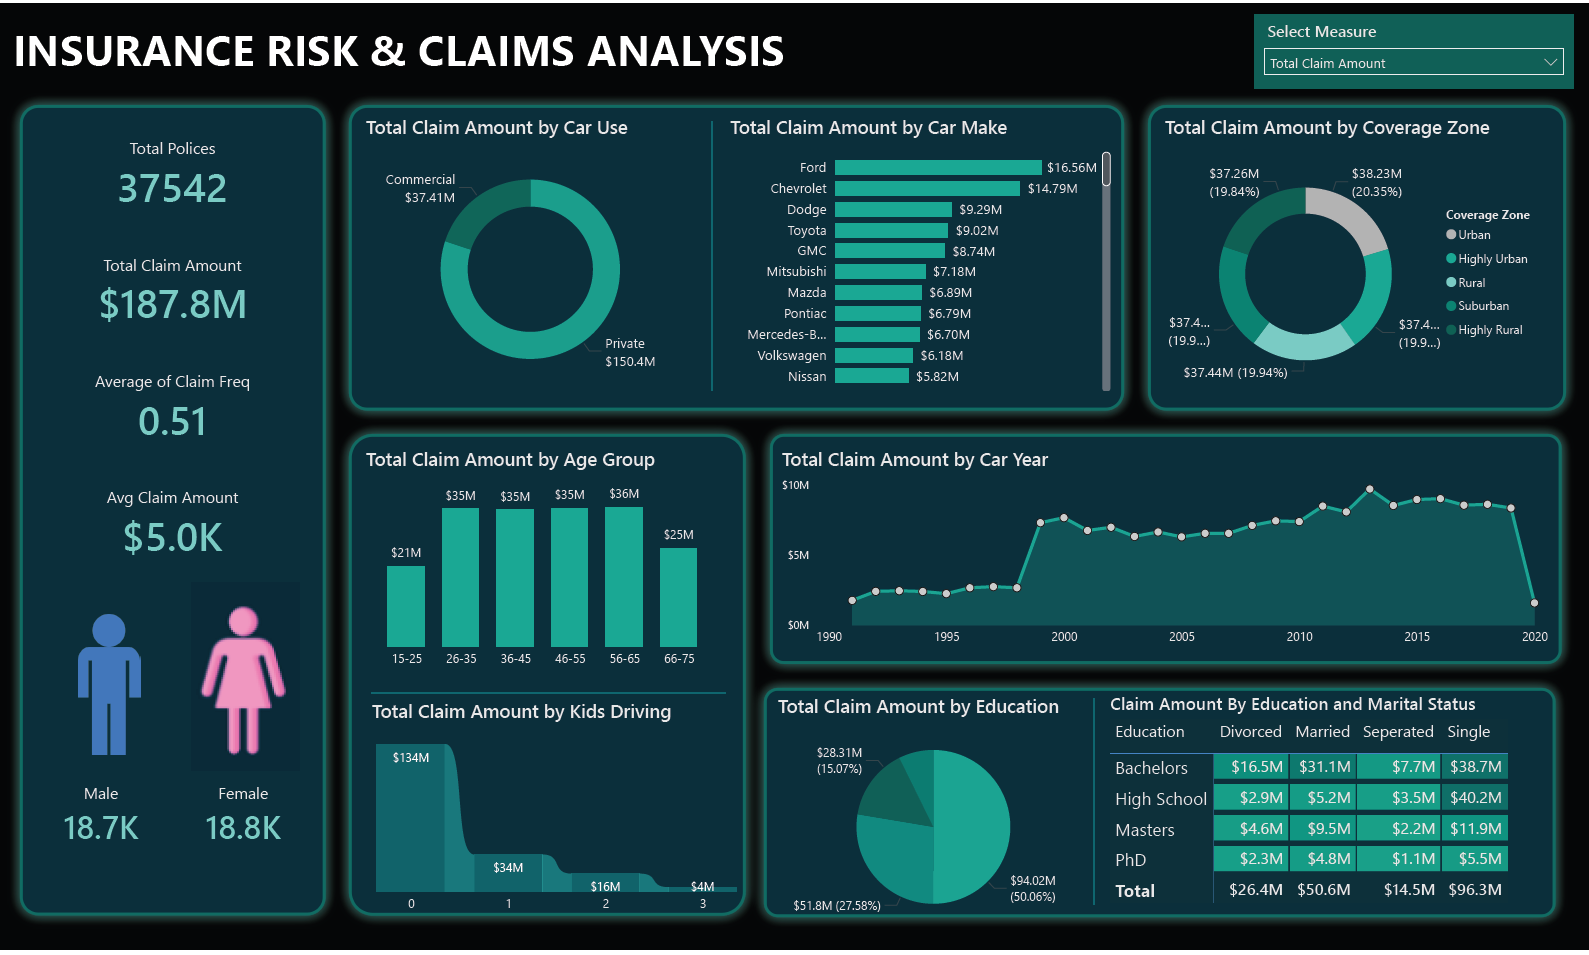 INSURANCE RISK & CLAIMS ANALYSIS
Select Measure
Total Claim Amount
Total Polices
37542
Total Claim Amount
$187.8M
Average of Claim Freq
0.51
Avg Claim Amount
$5.0K
Male
18.7K
Female
18.8K
Total Claim Amount by Car Use
Commercial
$37.41M
Private
$150.4M
Total Claim Amount by Car Make
Ford $16.56M
Chevrolet $14.79M
Dodge $9.29M
Toyota $9.02M
GMC $8.74M
Mitsubishi $7.18M
Mazda $6.89M
Pontiac $6.79M
Mercedes-B... $6.70M
Volkswagen $6.18M
Nissan $5.82M
Total Claim Amount by Coverage Zone
$37.26M
(19.84%)
$38.23M
(20.35%)
$37.4...
(19.9...)
$37.4...
(19.9...)
$37.44M (19.94%)
Coverage Zone
Urban
Highly Urban
Rural
Suburban
Highly Rural
Total Claim Amount by Age Group
$21M $35M $35M $35M $36M $25M
15-25 26-35 36-45 46-55 56-65 66-75
Total Claim Amount by Kids Driving
$134M $34M $16M $4M
0 1 2 3
Total Claim Amount by Car Year
$10M
$5M
$0M
1990 1995 2000 2005 2010 2015 2020
Total Claim Amount by Education
$28.31M
(15.07%)
$94.02M
(50.06%)
$51.8M (27.58%)
Claim Amount By Education and Marital Status
Education Divorced Married Seperated Single
Bachelors $16.5M $31.1M $7.7M $38.7M
High School $2.9M $5.2M $3.5M $40.2M
Masters $4.6M $9.5M $2.2M $11.9M
PhD $2.3M $4.8M $1.1M $5.5M
Total $26.4M $50.6M $14.5M $96.3M